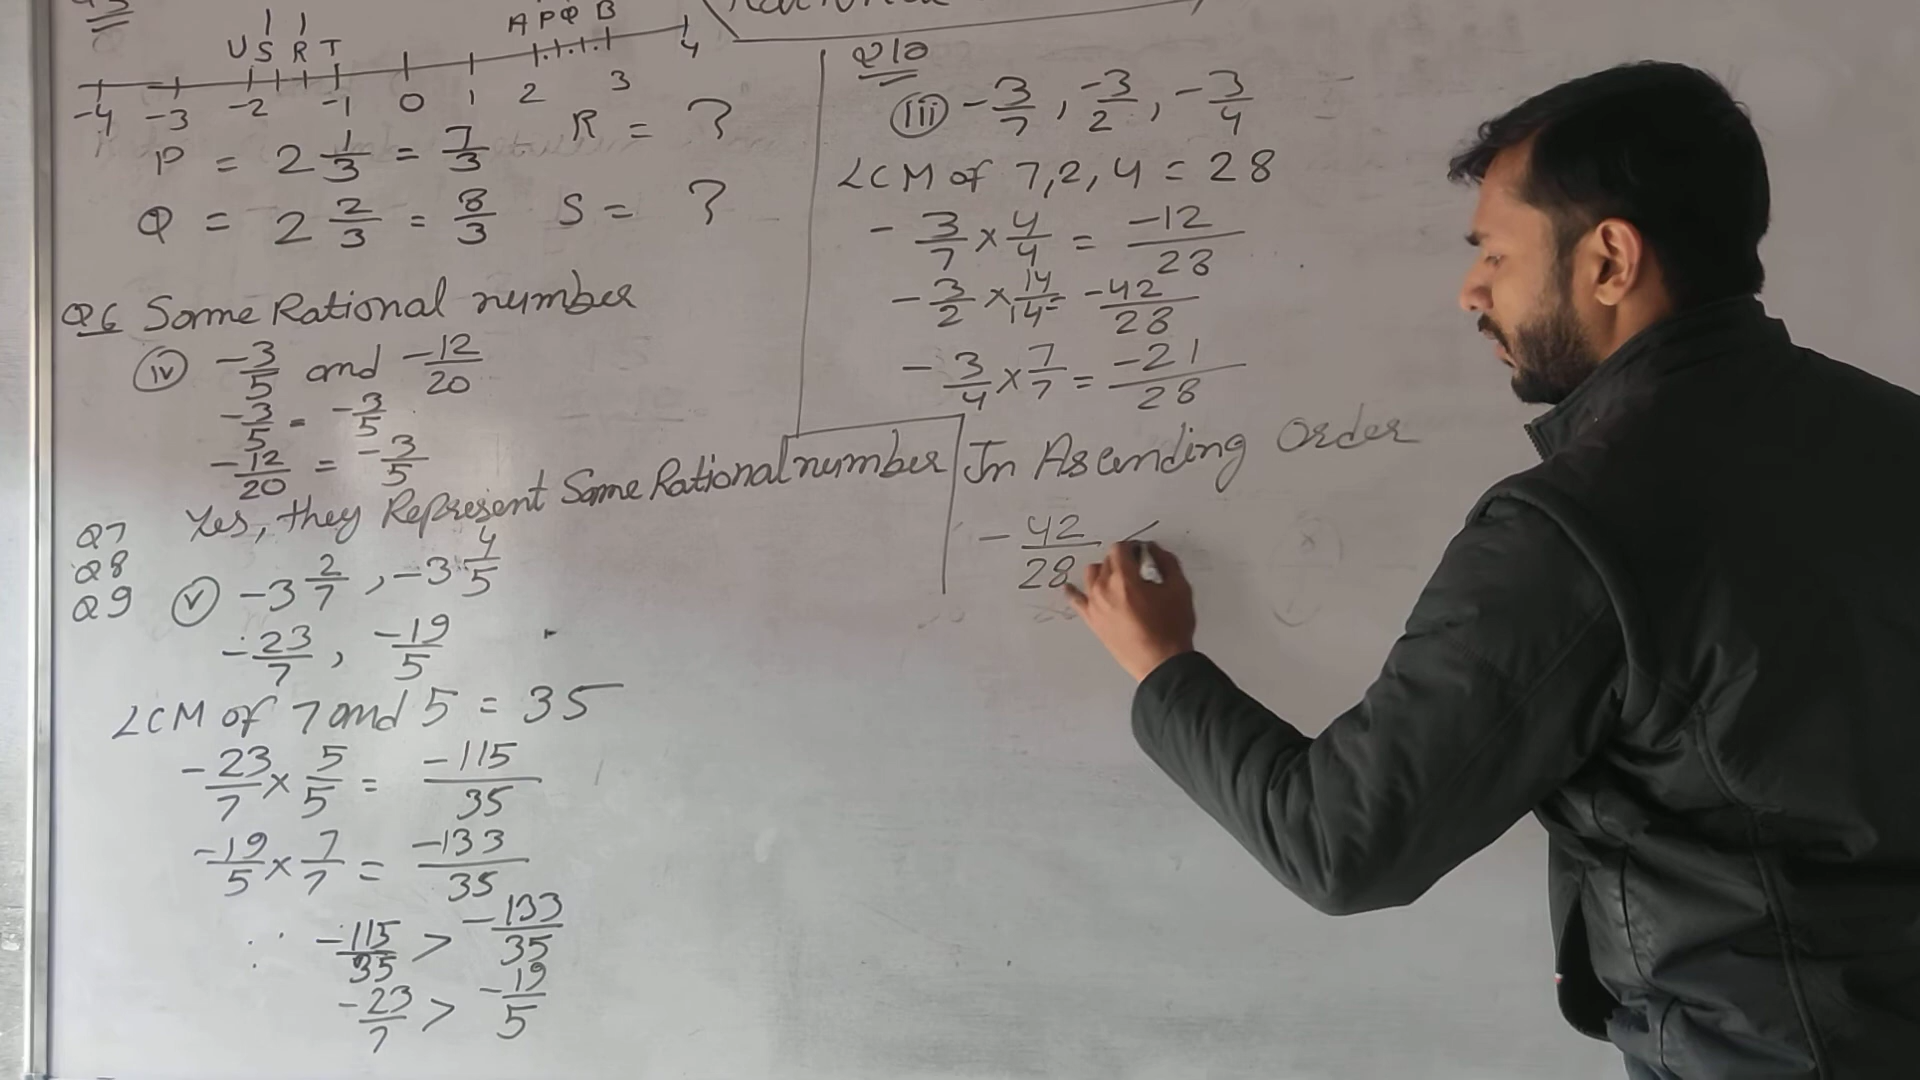 A P Q B
U S R T
-4 -3 -2 -1 0 1 2 3 4
P = 2 1/3 = 7/3 R = ?
Q = 2 2/3 = 8/3 S = ?
Q6 Same Rational number
(iv) -3/5 and -12/20
-3/5 = -3/5
-12/20 = -3/5
Yes, they Represent Same Rational number
Q7
Q8
Q9 (v) -3 2/7, -3 4/5
-23/7, -19/5
LCM of 7 and 5 = 35
-23/7 × 5/5 = -115/35
-19/5 × 7/7 = -133/35
∵ -115/35 > -133/35
-23/7 > -19/5
Q10
(iii) -3/7, -3/2, -3/4
LCM of 7, 2, 4 = 28
-3/7 × 4/4 = -12/28
-3/2 × 14/14 = -42/28
-3/4 × 7/7 = -21/28
In Ascending Order
-42/28 <